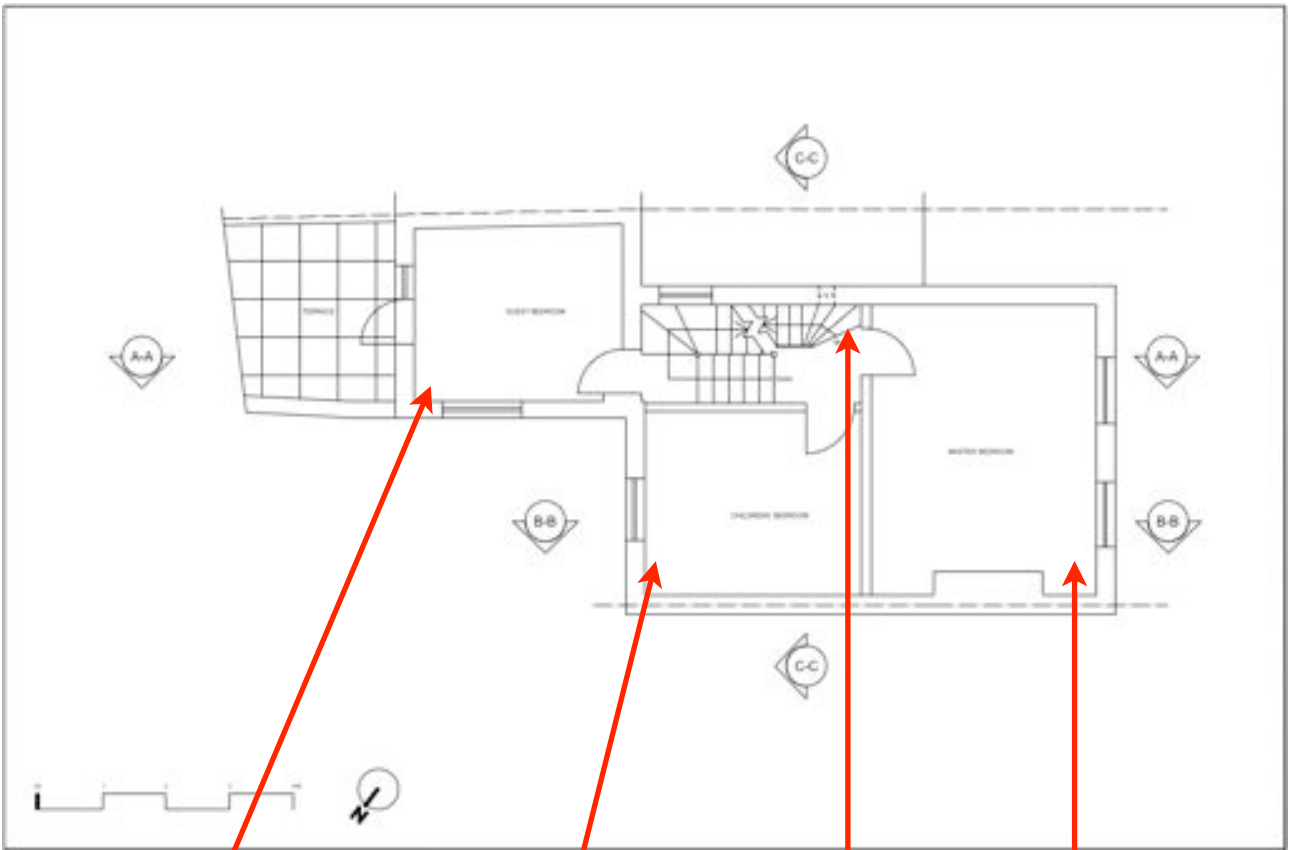 C-C
TERRACE
GUEST BEDROOM
A-A
A-A
MASTER BEDROOM
CHILDRENS BEDROOM
B-B
B-B
C-C
N